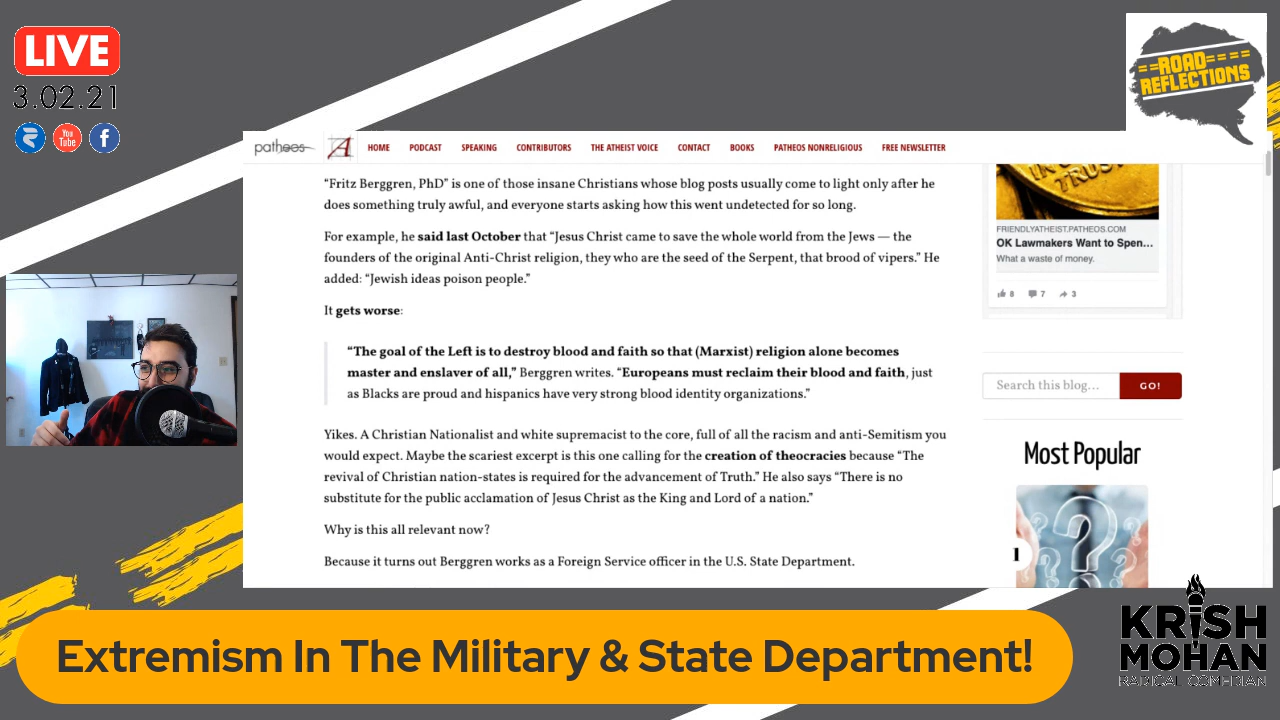 LIVE
3.02.21
You
Tube
f
==ROAD====
REFLECTIONS
patheos
A
HOME PODCAST SPEAKING CONTRIBUTORS THE ATHEIST VOICE CONTACT BOOKS PATHEOS NONRELIGIOUS FREE NEWSLETTER
“Fritz Berggren, PhD” is one of those insane Christians whose blog posts usually come to light only after he
does something truly awful, and everyone starts asking how this went undetected for so long.
For example, he said last October that “Jesus Christ came to save the whole world from the Jews — the
founders of the original Anti-Christ religion, they who are the seed of the Serpent, that brood of vipers.” He
added: “Jewish ideas poison people.”
It gets worse:
“The goal of the Left is to destroy blood and faith so that (Marxist) religion alone becomes
master and enslaver of all,” Berggren writes. “Europeans must reclaim their blood and faith, just
as Blacks are proud and hispanics have very strong blood identity organizations.”
Yikes. A Christian Nationalist and white supremacist to the core, full of all the racism and anti-Semitism you
would expect. Maybe the scariest excerpt is this one calling for the creation of theocracies because “The
revival of Christian nation-states is required for the advancement of Truth.” He also says “There is no
substitute for the public acclamation of Jesus Christ as the King and Lord of a nation.”
Why is this all relevant now?
Because it turns out Berggren works as a Foreign Service officer in the U.S. State Department.
TRUST
FRIENDLYATHEIST.PATHEOS.COM
OK Lawmakers Want to Spen...
What a waste of money.
8 7 3
Search this blog... GO!
Most Popular
1
Extremism In The Military & State Department!
KRISH
MOHAN
RADICAL COMEDIAN